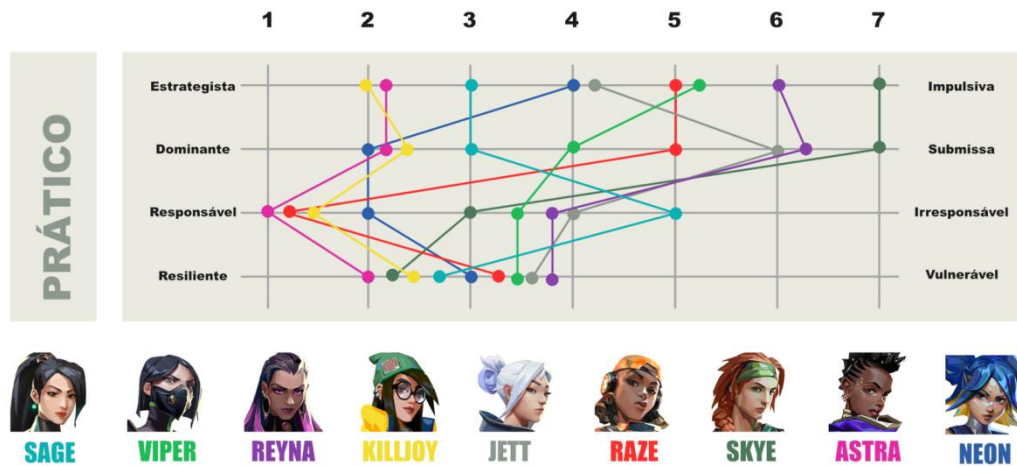 1 2 3 4 5 6 7
PRÁTICO
Estrategista Impulsiva
Dominante Submissa
Responsável Irresponsável
Resiliente Vulnerável
SAGE VIPER REYNA KILLJOY JETT RAZE SKYE ASTRA NEON